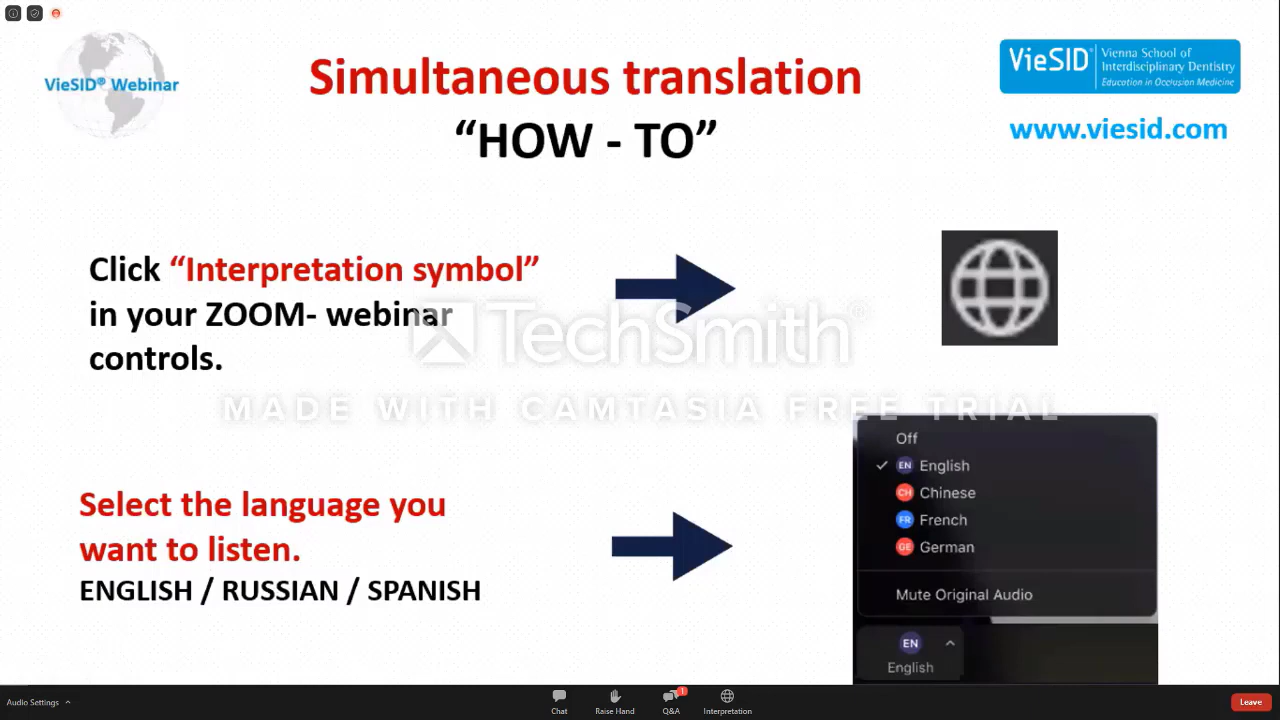 VieSID® Webinar
Simultaneous translation
“HOW - TO”
VieSID®
Vienna School of
Interdisciplinary Dentistry
Education in Occlusion Medicine
www.viesid.com
Click “Interpretation symbol”
in your ZOOM- webinar
controls.
TechSmith®
MADE WITH CAMTASIA FREE TRIAL
Select the language you
want to listen.
ENGLISH / RUSSIAN / SPANISH
Off
EN English
CH Chinese
FR French
GE German
Mute Original Audio
EN
English
Audio Settings
Chat
Raise Hand
1
Q&A
Interpretation
Leave